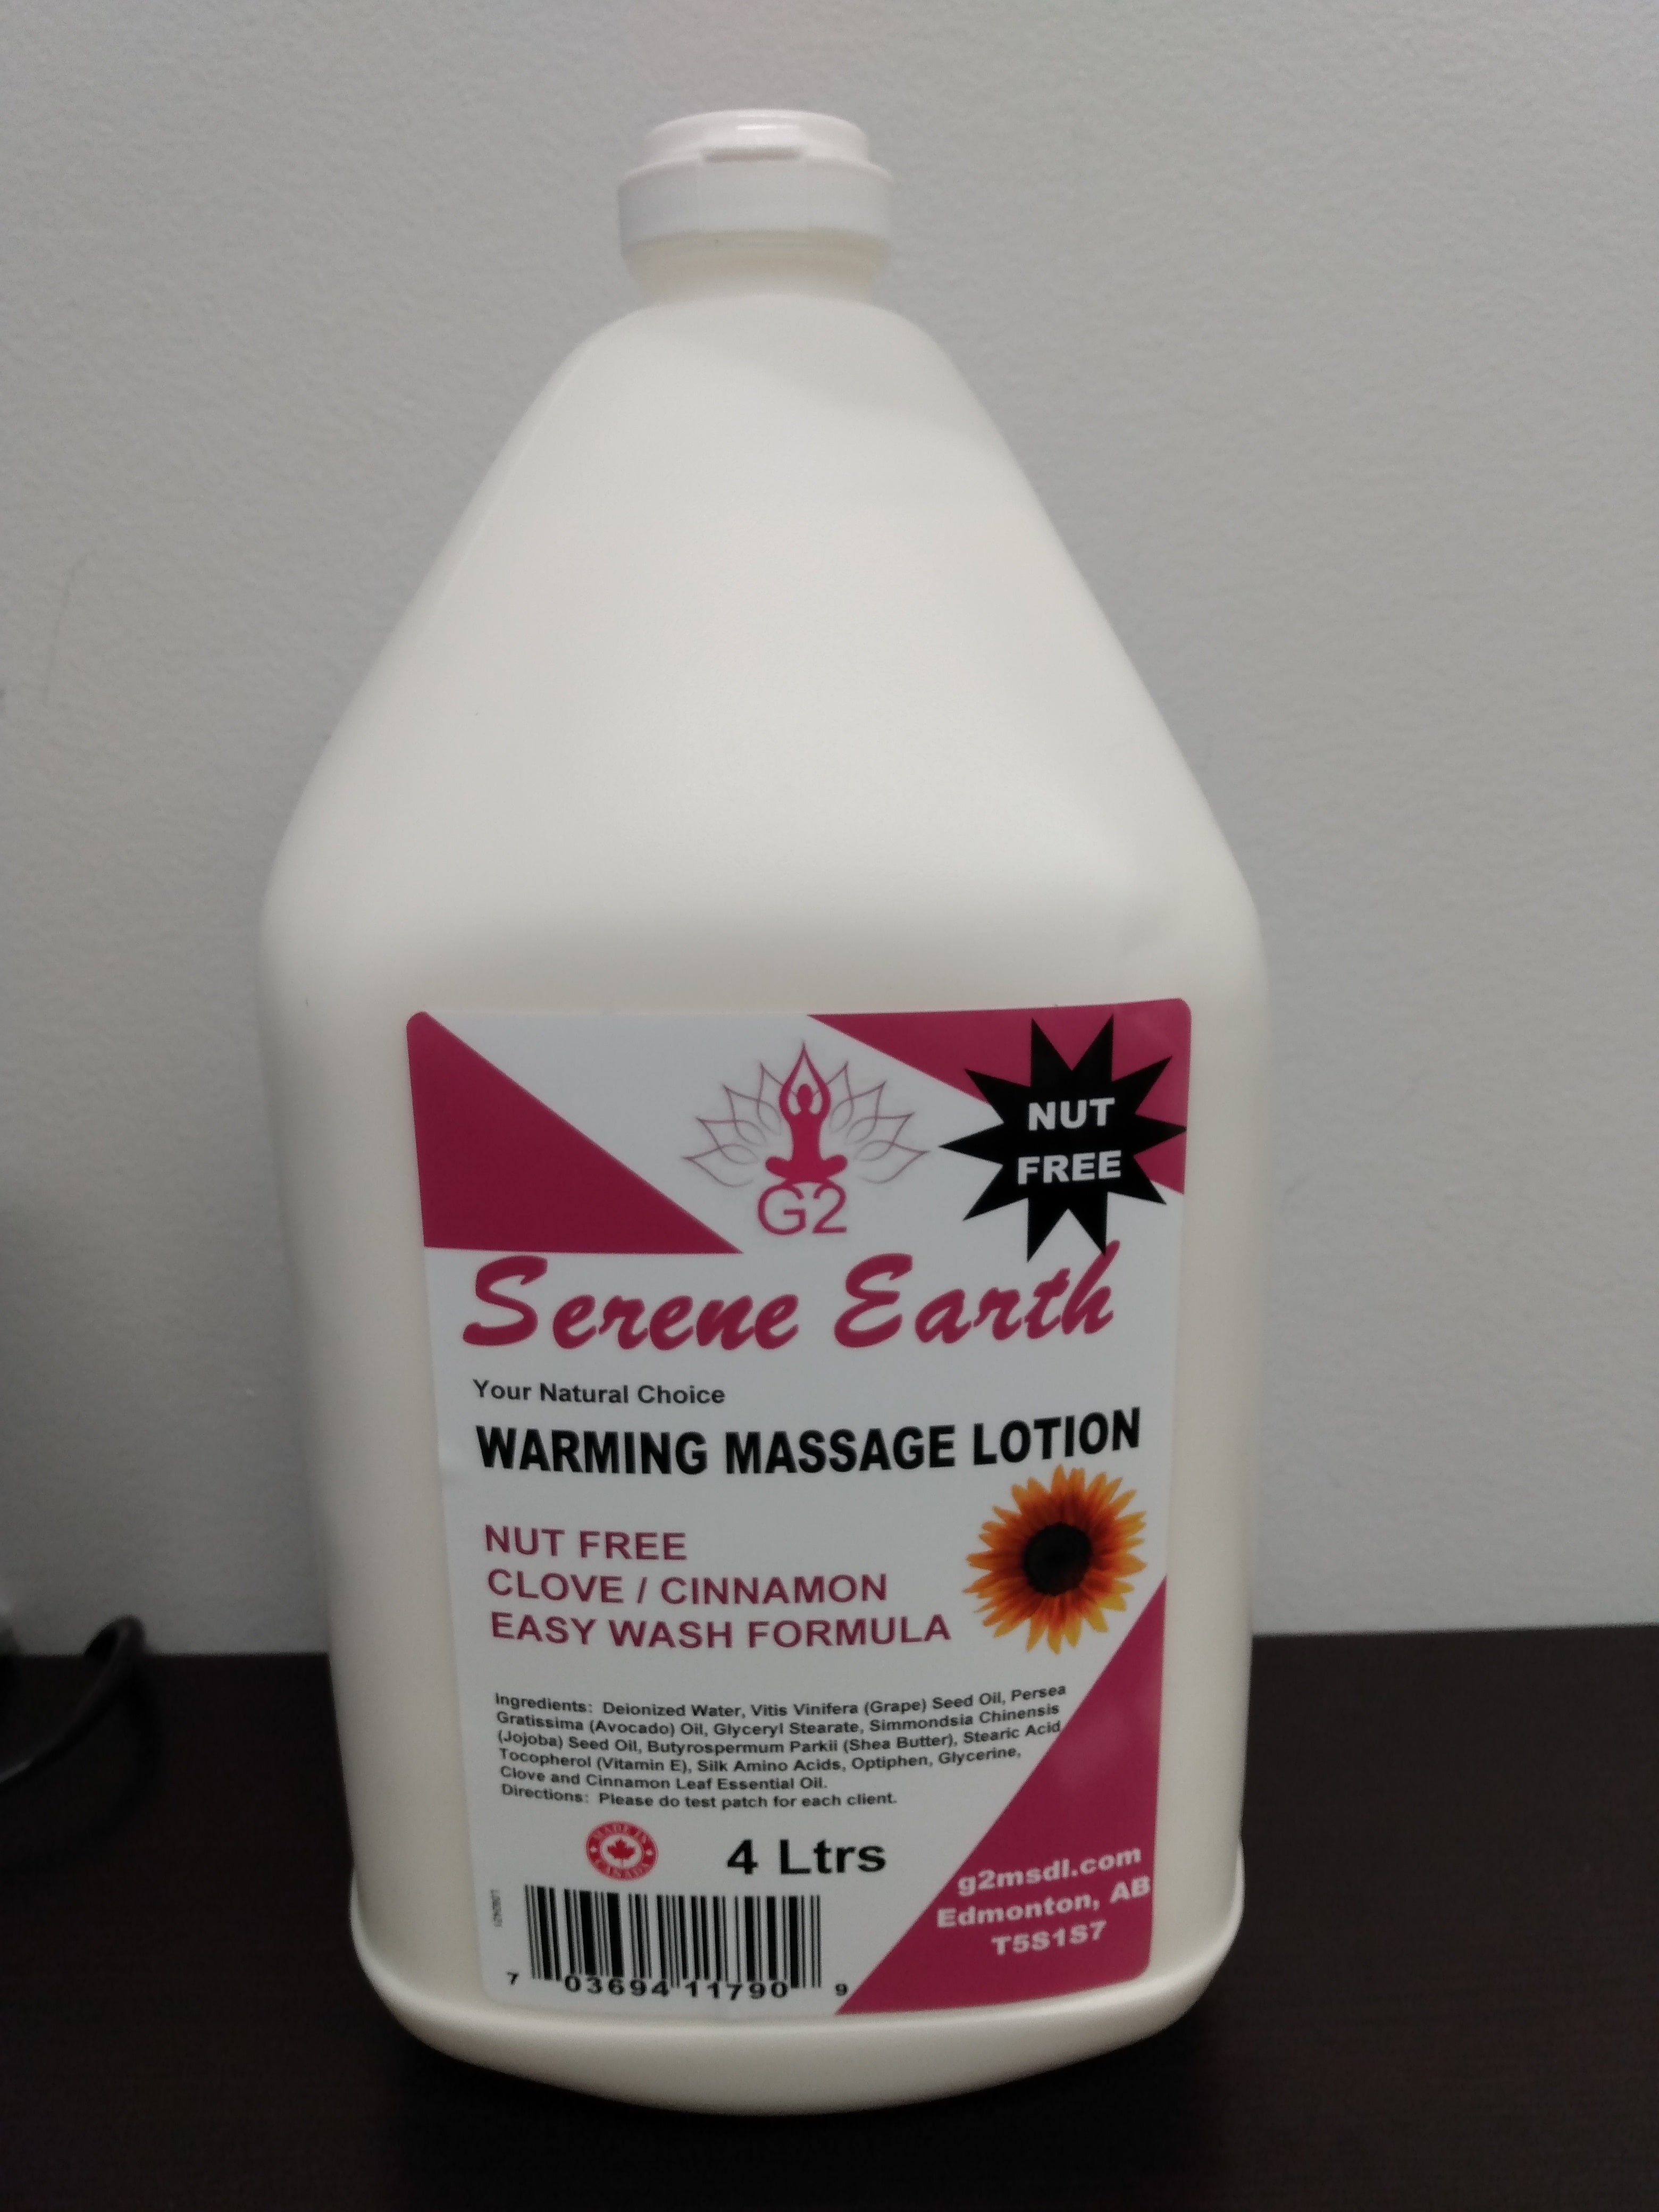 NUT
FREE
G2
Serene Earth
Your Natural Choice
WARMING MASSAGE LOTION
NUT FREE
CLOVE / CINNAMON
EASY WASH FORMULA
Ingredients: Deionized Water, Vitis Vinifera (Grape) Seed Oil, Persea
Gratissima (Avocado) Oil, Glyceryl Stearate, Simmondsia Chinensis
(Jojoba) Seed Oil, Butyrospermum Parkii (Shea Butter), Stearic Acid,
Tocopherol (Vitamin E), Silk Amino Acids, Optiphen, Glycerine,
Clove and Cinnamon Leaf Essential Oil.
Directions: Please do test patch for each client.
MADE IN
CANADA
4 Ltrs
g2msdl.com
Edmonton, AB
T5S1S7
7 03694 11790 9